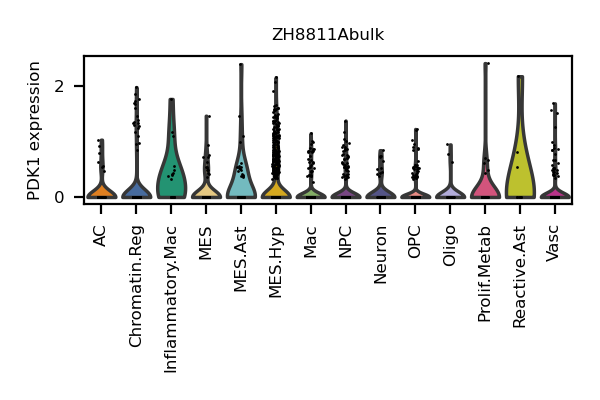 ZH8811Abulk
PDK1 expression
2
0
AC
Chromatin.Reg
Inflammatory.Mac
MES
MES.Ast
MES.Hyp
Mac
NPC
Neuron
OPC
Oligo
Prolif.Metab
Reactive.Ast
Vasc